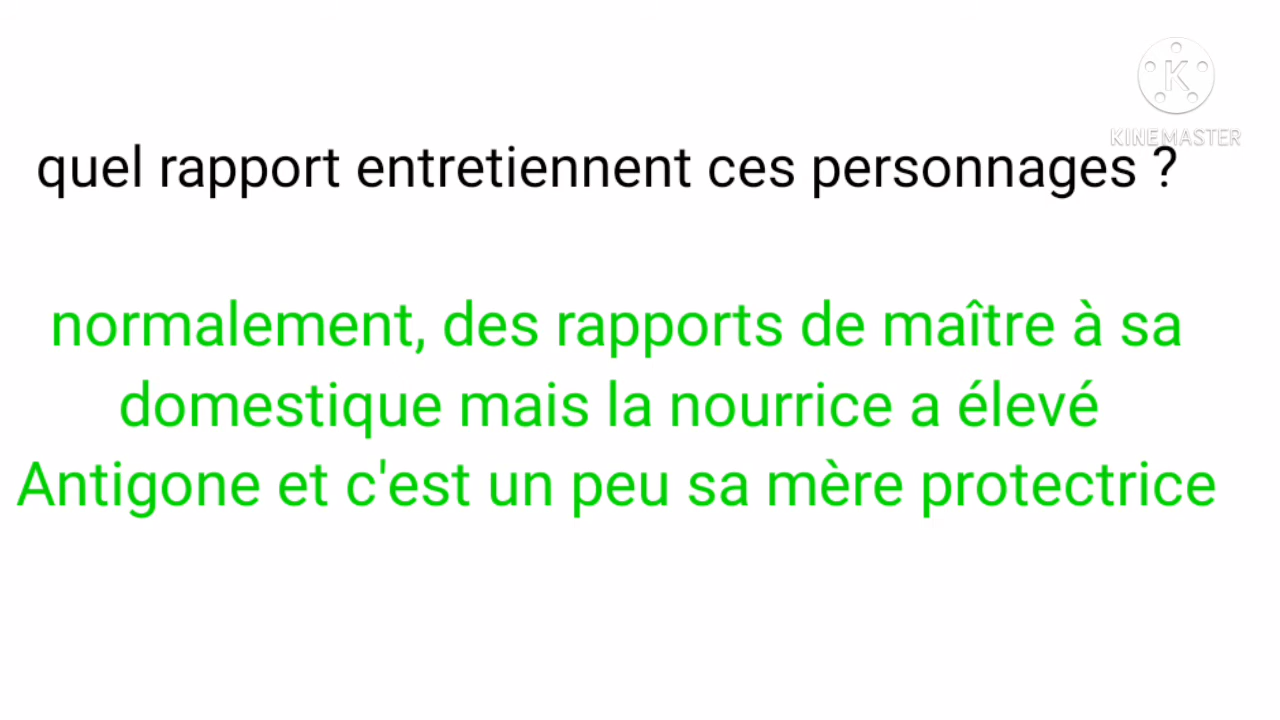 KINEMASTER
quel rapport entretiennent ces personnages ?
normalement, des rapports de maître à sa
domestique mais la nourrice a élevé
Antigone et c'est un peu sa mère protectrice